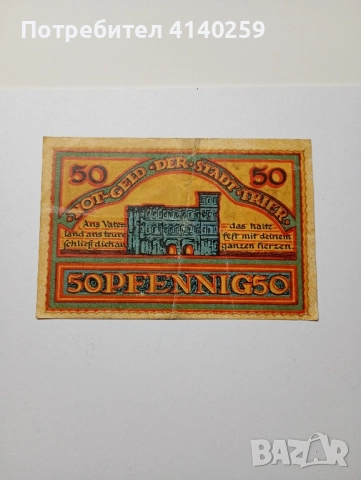 Потребител 4140259
50 50
NOT·GELD·DER·STADT·TRIER
Ans Vater
land ans teure
schließ dich an
das halte
fest mit deinem
ganzen Herzen.
50 PFENNIG 50
BAZAR
bg